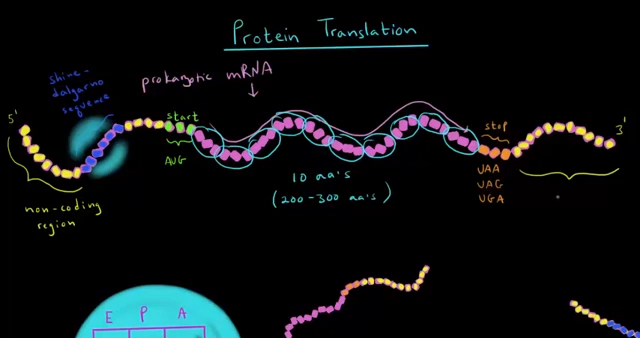 Protein Translation
prokaryotic mRNA
shine-
dalgarno
sequence
5'
start
AUG
stop
UAA
UAG
UGA
3'
10 aa's
(200-300 aa's)
non-coding
region
E P A